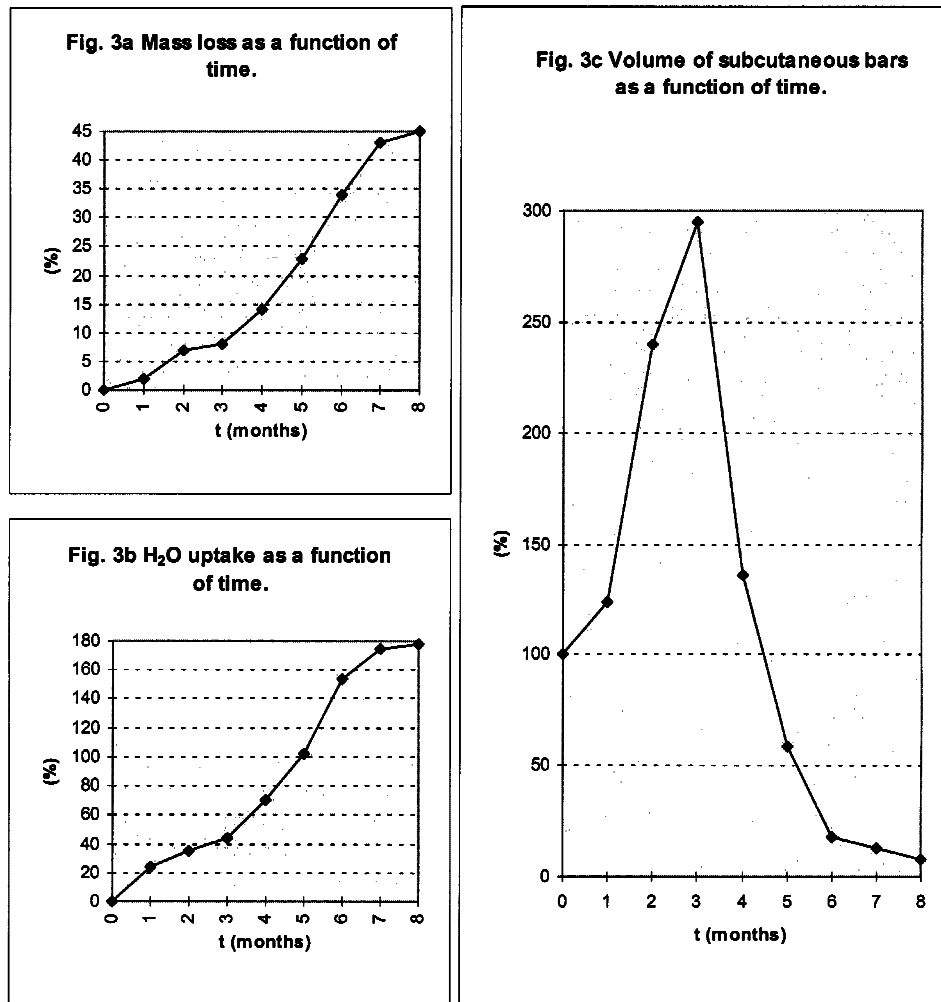 Fig. 3a Mass loss as a function of
time.
45
40
35
30
25
20
15
10
5
0
(%)
0 1 2 3 4 5 6 7 8
t (months)
Fig. 3b H₂O uptake as a function
of time.
180
160
140
120
100
80
60
40
20
0
(%)
0 1 2 3 4 5 6 7 8
t (months)
Fig. 3c Volume of subcutaneous bars
as a function of time.
300
250
200
150
100
50
0
(%)
0 1 2 3 4 5 6 7 8
t (months)